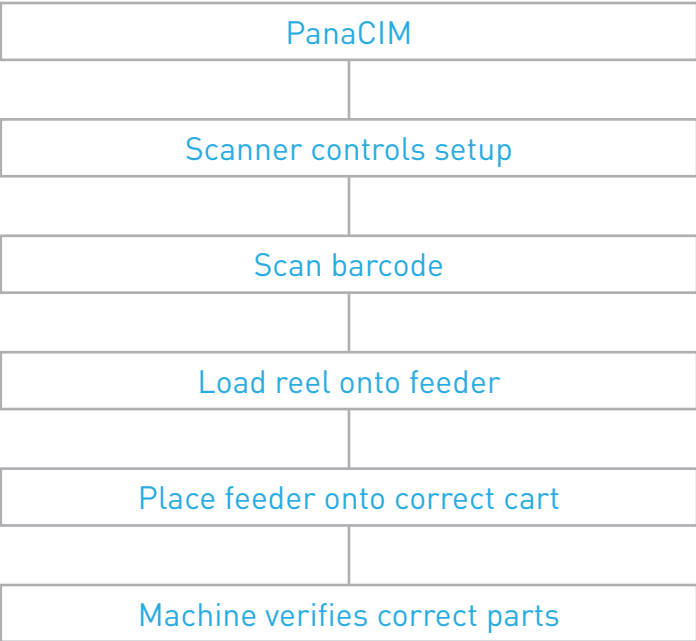 PanaCIM
Scanner controls setup
Scan barcode
Load reel onto feeder
Place feeder onto correct cart
Machine verifies correct parts